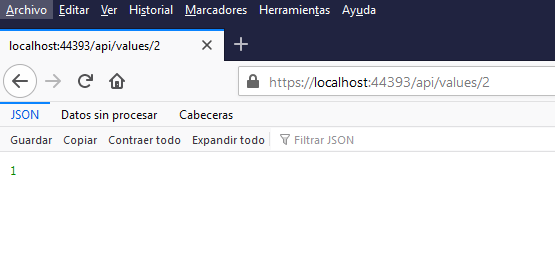 Archivo Editar Ver Historial Marcadores Herramientas Ayuda
localhost:44393/api/values/2
https://localhost:44393/api/values/2
JSON Datos sin procesar Cabeceras
Guardar Copiar Contraer todo Expandir todo Filtrar JSON
1